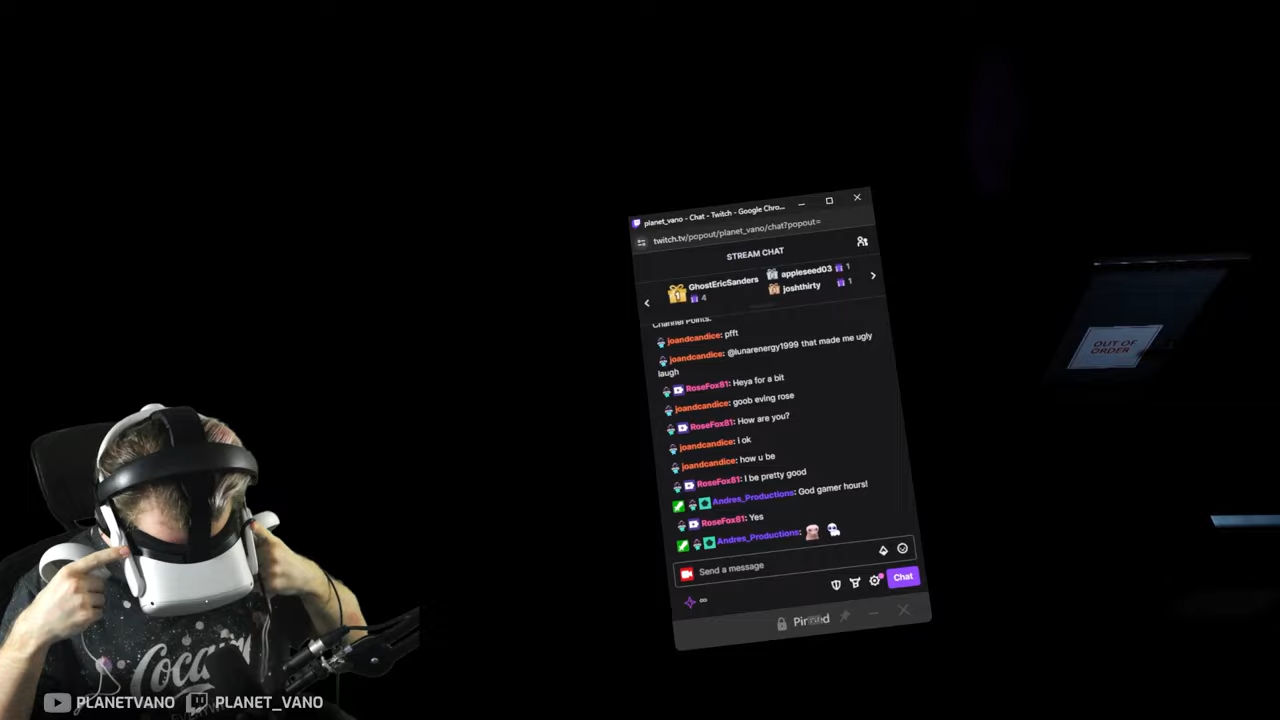 planet_vano - Chat - Twitch - Google Chro...
twitch.tv/popout/planet_vano/chat?popout=
STREAM CHAT
GhostEricSanders
4
appleseed03 1
joshthirty 1
Channel Points.
joandcandice: pfft
joandcandice: @lunarenergy1999 that made me ugly
laugh
RoseFox81: Heya for a bit
joandcandice: goob eving rose
RoseFox81: How are you?
joandcandice: i ok
joandcandice: how u be
RoseFox81: I be pretty good
Andres_Productions: God gamer hours!
RoseFox81: Yes
Andres_Productions:
Send a message
Chat
∞
Pinned
OUT OF
ORDER
Coca
PLANETVANO PLANET_VANO